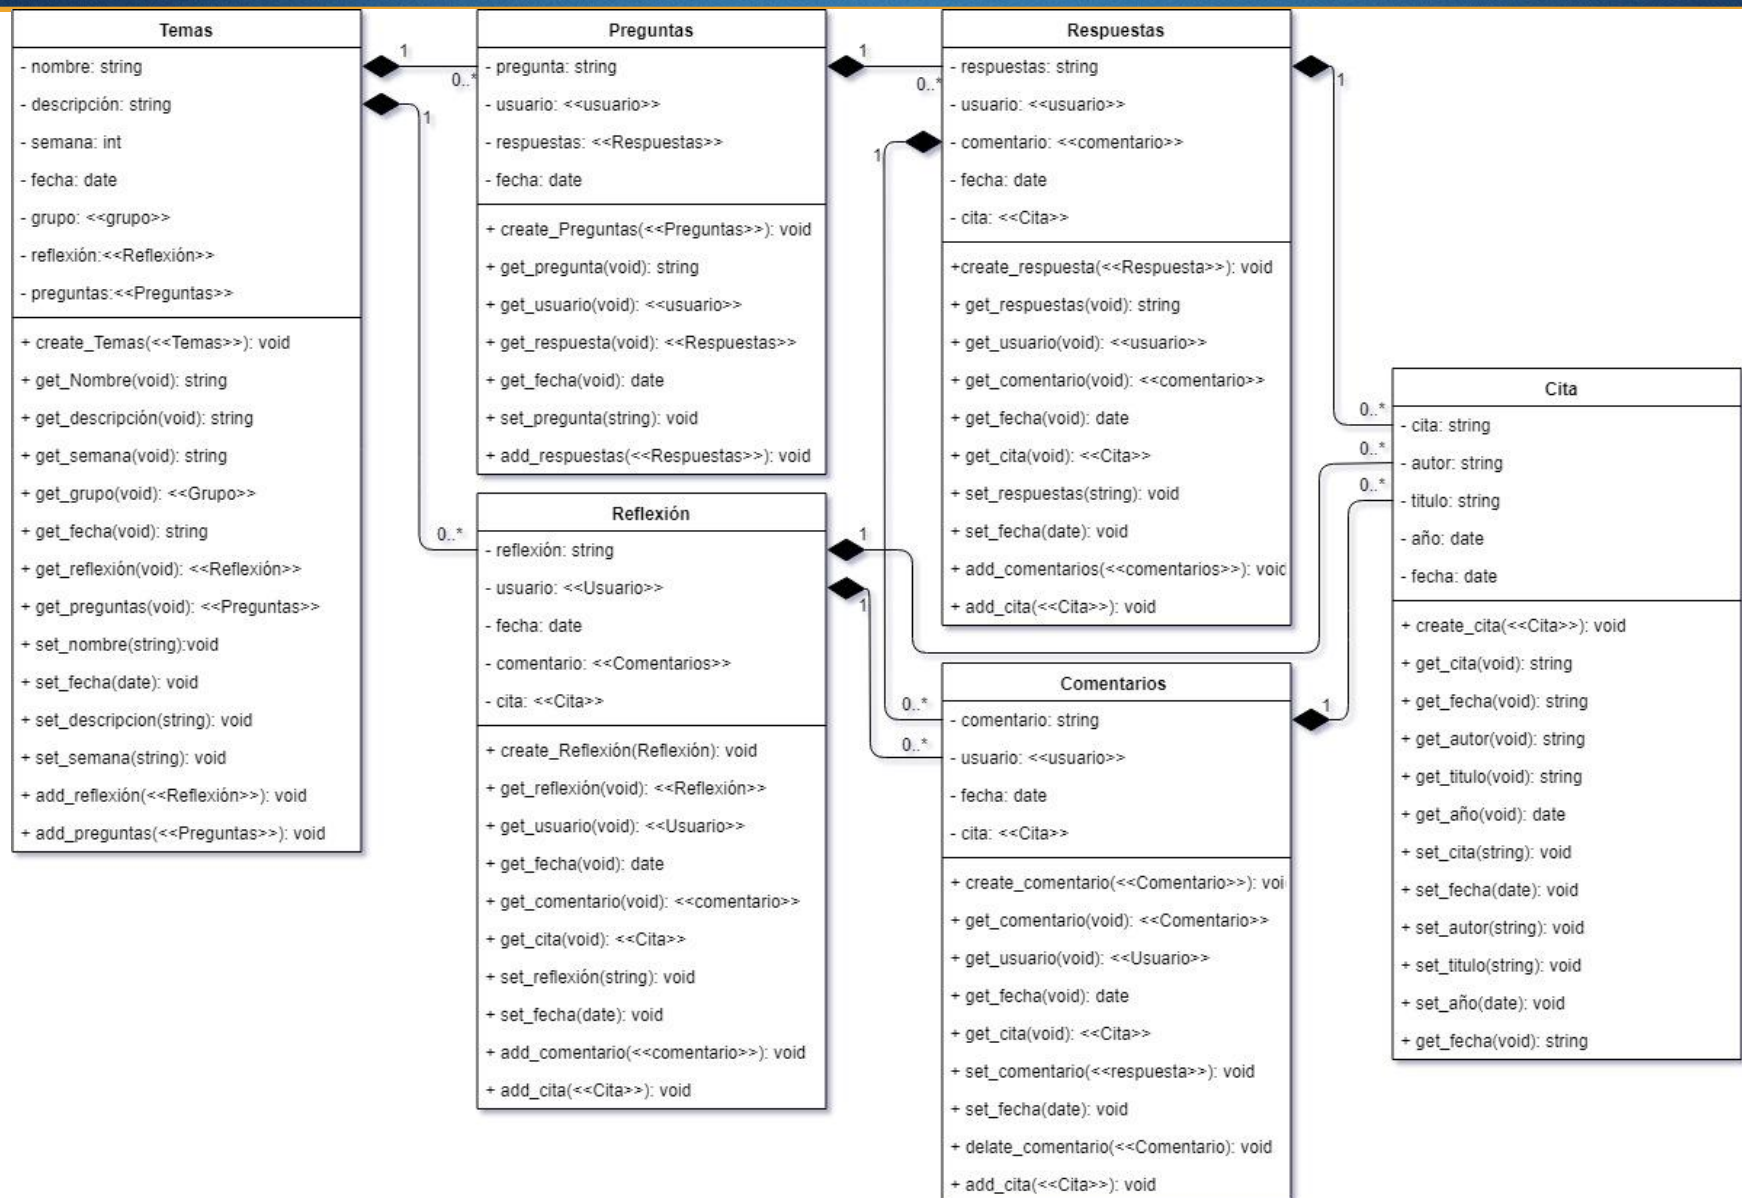 Temas
- nombre: string
- descripción: string
- semana: int
- fecha: date
- grupo: <<grupo>>
- reflexión:<<Reflexión>>
- preguntas:<<Preguntas>>
+ create_Temas(<<Temas>>): void
+ get_Nombre(void): string
+ get_descripción(void): string
+ get_semana(void): string
+ get_grupo(void): <<Grupo>>
+ get_fecha(void): string
+ get_reflexión(void): <<Reflexión>>
+ get_preguntas(void): <<Preguntas>>
+ set_nombre(string):void
+ set_fecha(date): void
+ set_descripcion(string): void
+ set_semana(string): void
+ add_reflexión(<<Reflexión>>): void
+ add_preguntas(<<Preguntas>>): void
1
0..*
1
0..*
Preguntas
- pregunta: string
- usuario: <<usuario>>
- respuestas: <<Respuestas>>
- fecha: date
+ create_Preguntas(<<Preguntas>>): void
+ get_pregunta(void): string
+ get_usuario(void): <<usuario>>
+ get_respuesta(void): <<Respuestas>>
+ get_fecha(void): date
+ set_pregunta(string): void
+ add_respuestas(<<Respuestas>>): void
1
0..*
Reflexión
- reflexión: string
- usuario: <<Usuario>>
- fecha: date
- comentario: <<Comentarios>>
- cita: <<Cita>>
+ create_Reflexión(Reflexión): void
+ get_reflexión(void): <<Reflexión>>
+ get_usuario(void): <<Usuario>>
+ get_fecha(void): date
+ get_comentario(void): <<comentario>>
+ get_cita(void): <<Cita>>
+ set_reflexión(string): void
+ set_fecha(date): void
+ add_comentario(<<comentario>>): void
+ add_cita(<<Cita>>): void
1
1
1
0..*
0..*
Respuestas
- respuestas: string
- usuario: <<usuario>>
- comentario: <<comentario>>
- fecha: date
- cita: <<Cita>>
+create_respuesta(<<Respuesta>>): void
+ get_respuestas(void): string
+ get_usuario(void): <<usuario>>
+ get_comentario(void): <<comentario>>
+ get_fecha(void): date
+ get_cita(void): <<Cita>>
+ set_respuestas(string): void
+ set_fecha(date): void
+ add_comentarios(<<comentarios>>): void
+ add_cita(<<Cita>>): void
Comentarios
- comentario: string
- usuario: <<usuario>>
- fecha: date
- cita: <<Cita>>
+ create_comentario(<<Comentario>>): voi
+ get_comentario(void): <<Comentario>>
+ get_usuario(void): <<Usuario>>
+ get_fecha(void): date
+ get_cita(void): <<Cita>>
+ set_comentario(<<respuesta>>): void
+ set_fecha(date): void
+ delate_comentario(<<Comentario): void
+ add_cita(<<Cita>>): void
1
0..*
0..*
0..*
1
Cita
- cita: string
- autor: string
- titulo: string
- año: date
- fecha: date
+ create_cita(<<Cita>>): void
+ get_cita(void): string
+ get_fecha(void): string
+ get_autor(void): string
+ get_titulo(void): string
+ get_año(void): date
+ set_cita(string): void
+ set_fecha(date): void
+ set_autor(string): void
+ set_titulo(string): void
+ set_año(date): void
+ get_fecha(void): string